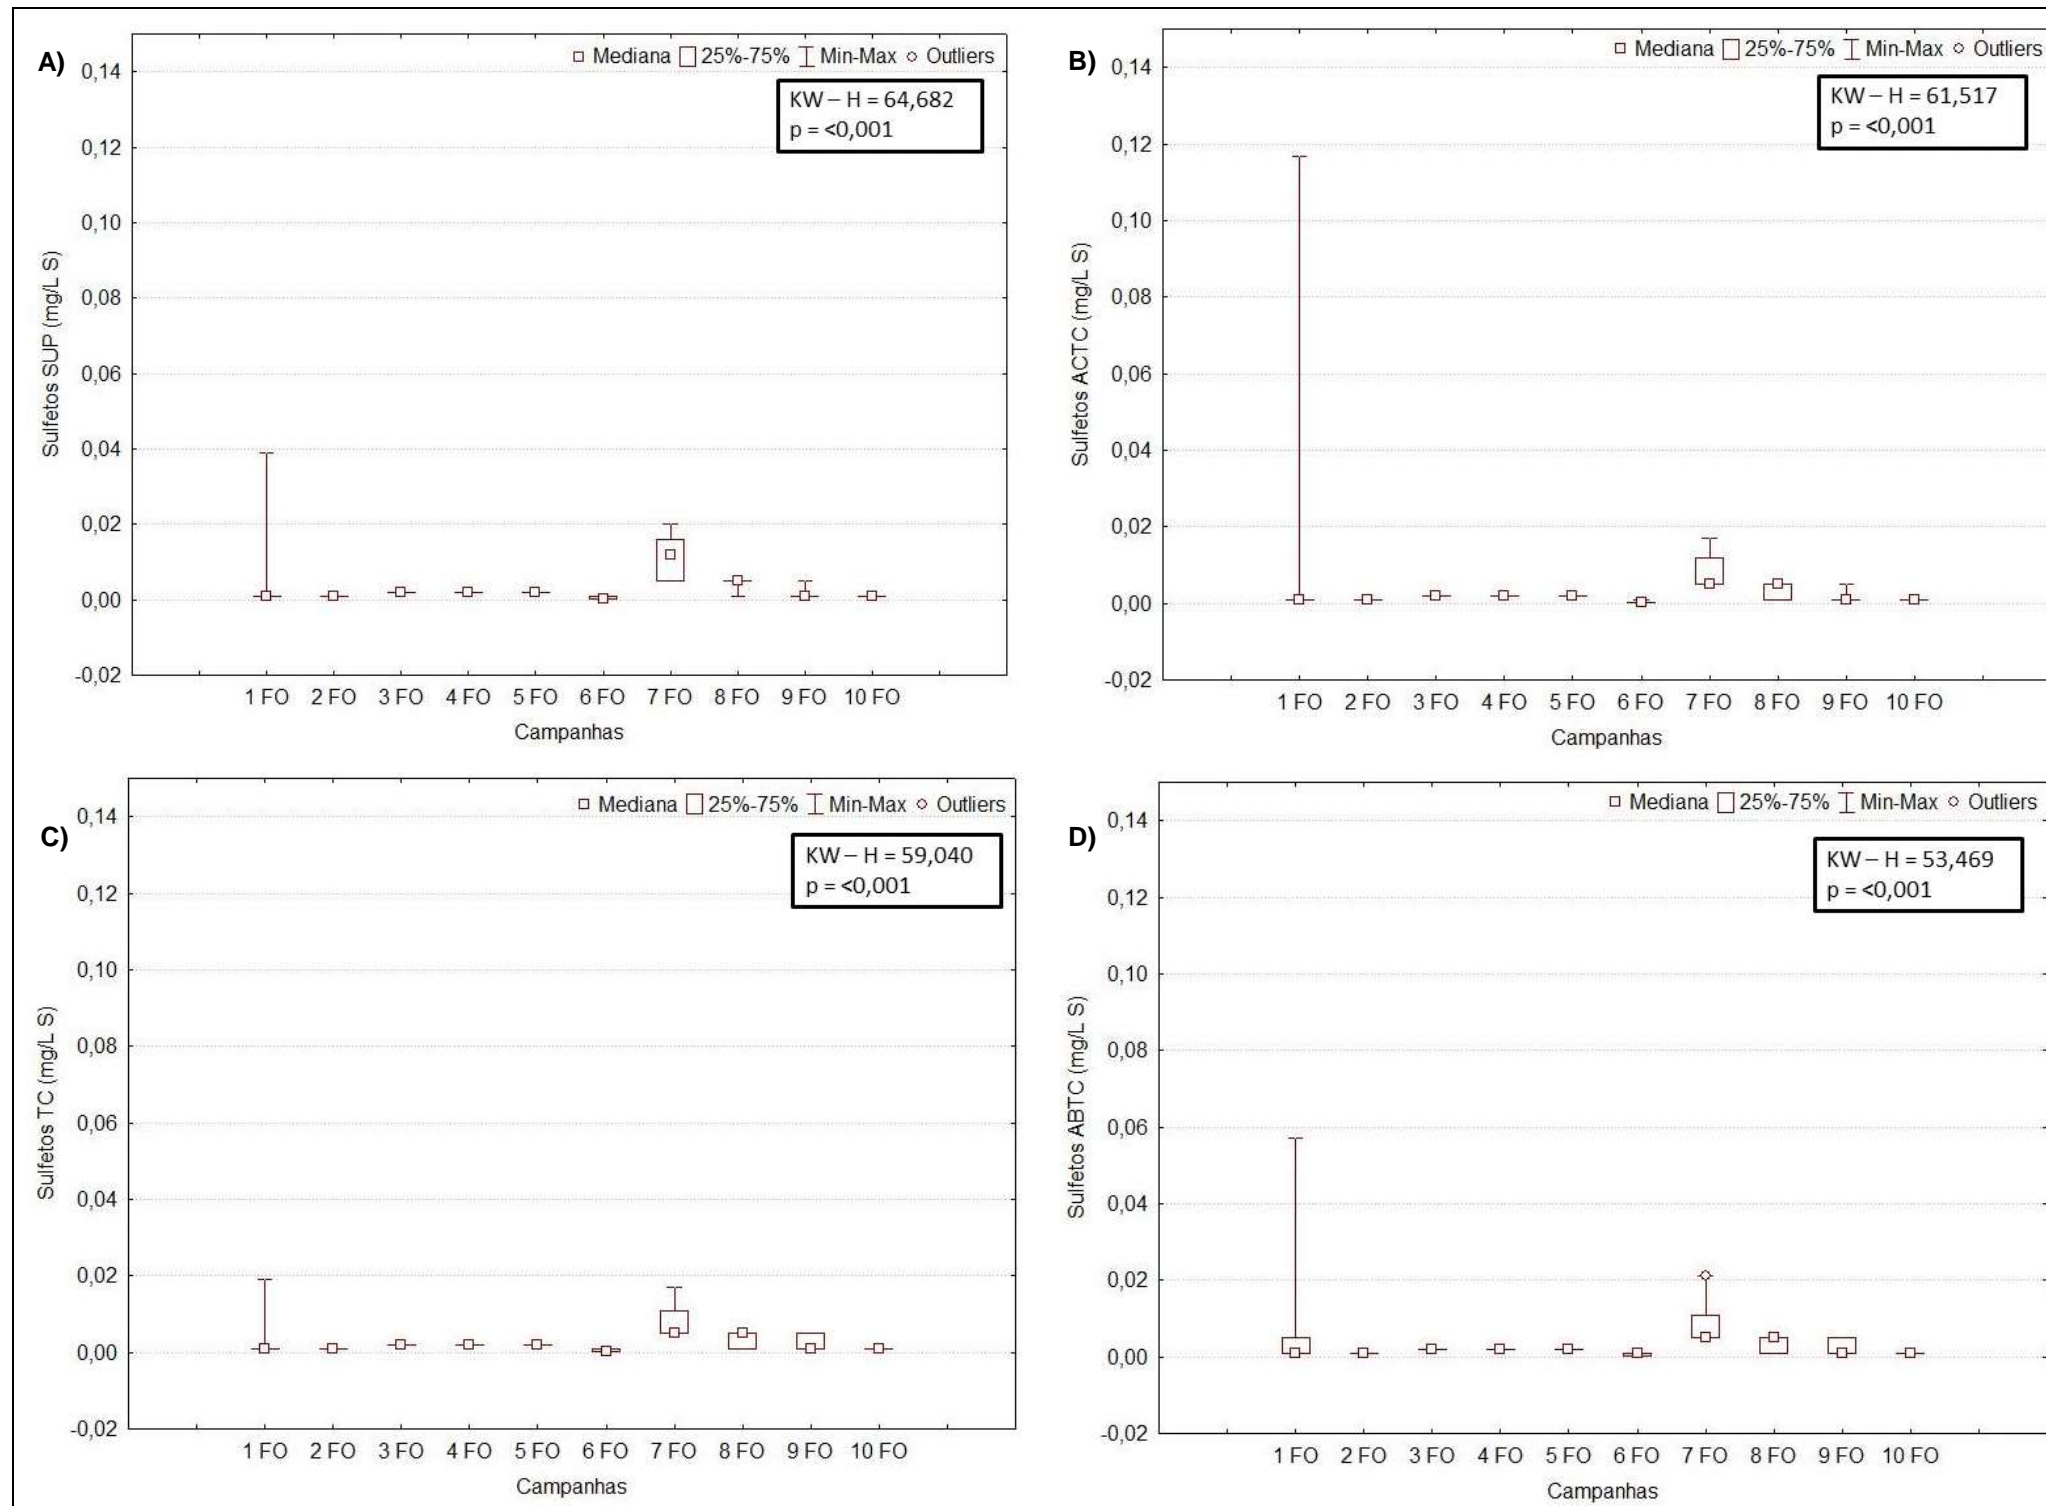 A)
Mediana 25%-75% Min-Max Outliers
KW – H = 64,682
p = <0,001
Sulfetos SUP (mg/L S)
0,14
0,12
0,10
0,08
0,06
0,04
0,02
0,00
-0,02
1 FO 2 FO 3 FO 4 FO 5 FO 6 FO 7 FO 8 FO 9 FO 10 FO
Campanhas
B)
Mediana 25%-75% Min-Max Outliers
KW – H = 61,517
p = <0,001
Sulfetos ACTC (mg/L S)
0,14
0,12
0,10
0,08
0,06
0,04
0,02
0,00
-0,02
1 FO 2 FO 3 FO 4 FO 5 FO 6 FO 7 FO 8 FO 9 FO 10 FO
Campanhas
C)
Mediana 25%-75% Min-Max Outliers
KW – H = 59,040
p = <0,001
Sulfetos TC (mg/L S)
0,14
0,12
0,10
0,08
0,06
0,04
0,02
0,00
-0,02
1 FO 2 FO 3 FO 4 FO 5 FO 6 FO 7 FO 8 FO 9 FO 10 FO
Campanhas
D)
Mediana 25%-75% Min-Max Outliers
KW – H = 53,469
p = <0,001
Sulfetos ABTC (mg/L S)
0,14
0,12
0,10
0,08
0,06
0,04
0,02
0,00
-0,02
1 FO 2 FO 3 FO 4 FO 5 FO 6 FO 7 FO 8 FO 9 FO 10 FO
Campanhas